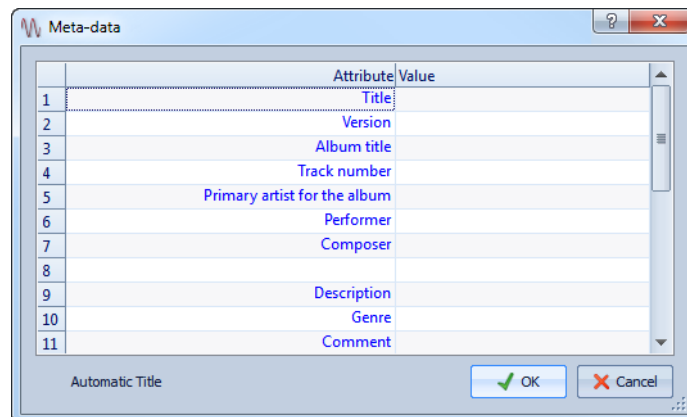 Meta-data
?
Attribute Value
1 Title
2 Version
3 Album title
4 Track number
5 Primary artist for the album
6 Performer
7 Composer
8
9 Description
10 Genre
11 Comment
Automatic Title OK Cancel